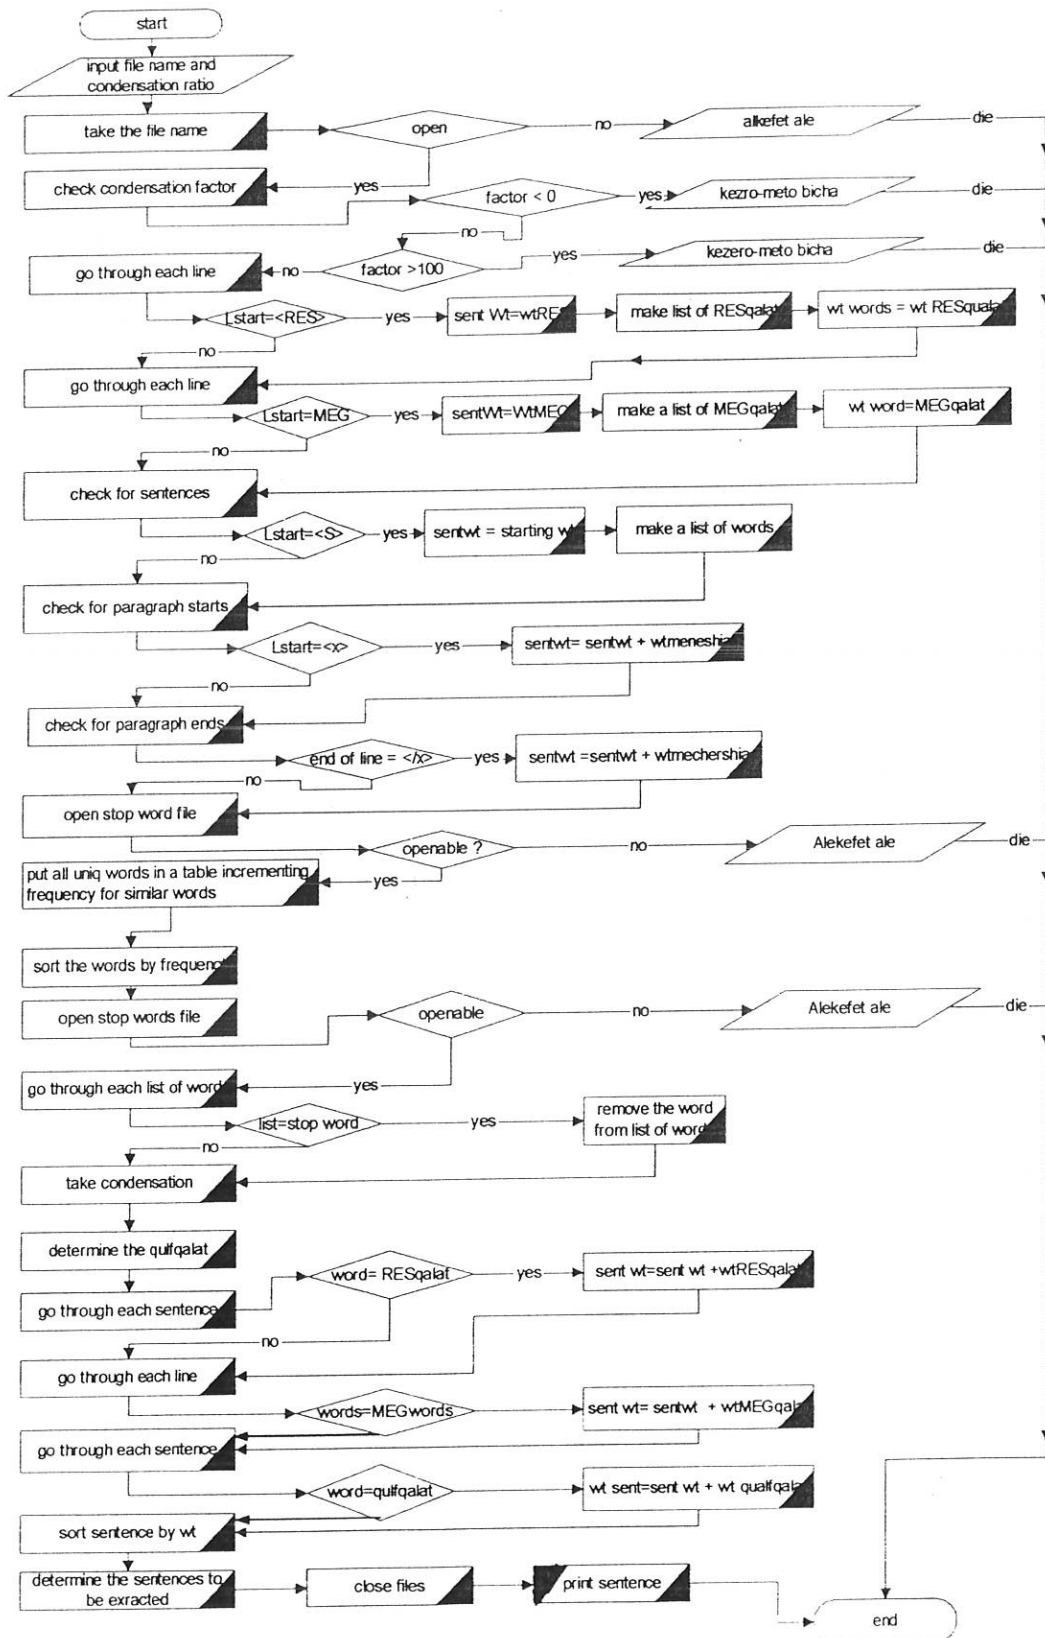 start
input file name and
condensation ratio
take the file name
open
no
alkefet ale
die
check condensation factor
yes
factor < 0
yes
kezro-meto bicha
die
no
go through each line
no
factor >100
yes
kezero-meto bicha
die
Lstart=<RES>
yes
sent Wt=wtRES
make list of RESqalat
wt words = wt RESqualat
no
go through each line
Lstart=MEG
yes
sentWt=WtMEG
make a list of MEGqalat
wt word=MEGqalat
no
check for sentences
Lstart=<S>
yes
sentwt = starting wt
make a list of words
no
check for paragraph starts
Lstart=<x>
yes
sentwt= sentwt + wtmeneshia
no
check for paragraph ends
end of line = </x>
yes
sentwt =sentwt + wtmechershia
no
open stop word file
openable ?
no
Alekefet ale
die
put all uniq words in a table incrementing
frequency for similar words
yes
sort the words by frequenc
open stop words file
openable
no
Alekefet ale
die
go through each list of word
yes
list=stop word
yes
remove the word
from list of word
no
take condensation
determine the qulfqalat
go through each sentence
word= RESqalat
yes
sent wt=sent wt +wtRESqalat
no
go through each line
words=MEGwords
sent wt= sentwt + wtMEGqala
go through each sentence
word=qulfqalat
wt sent=sent wt + wt qualfqala
sort sentence by wt
determine the sentences to
be exracted
close files
print sentence
end